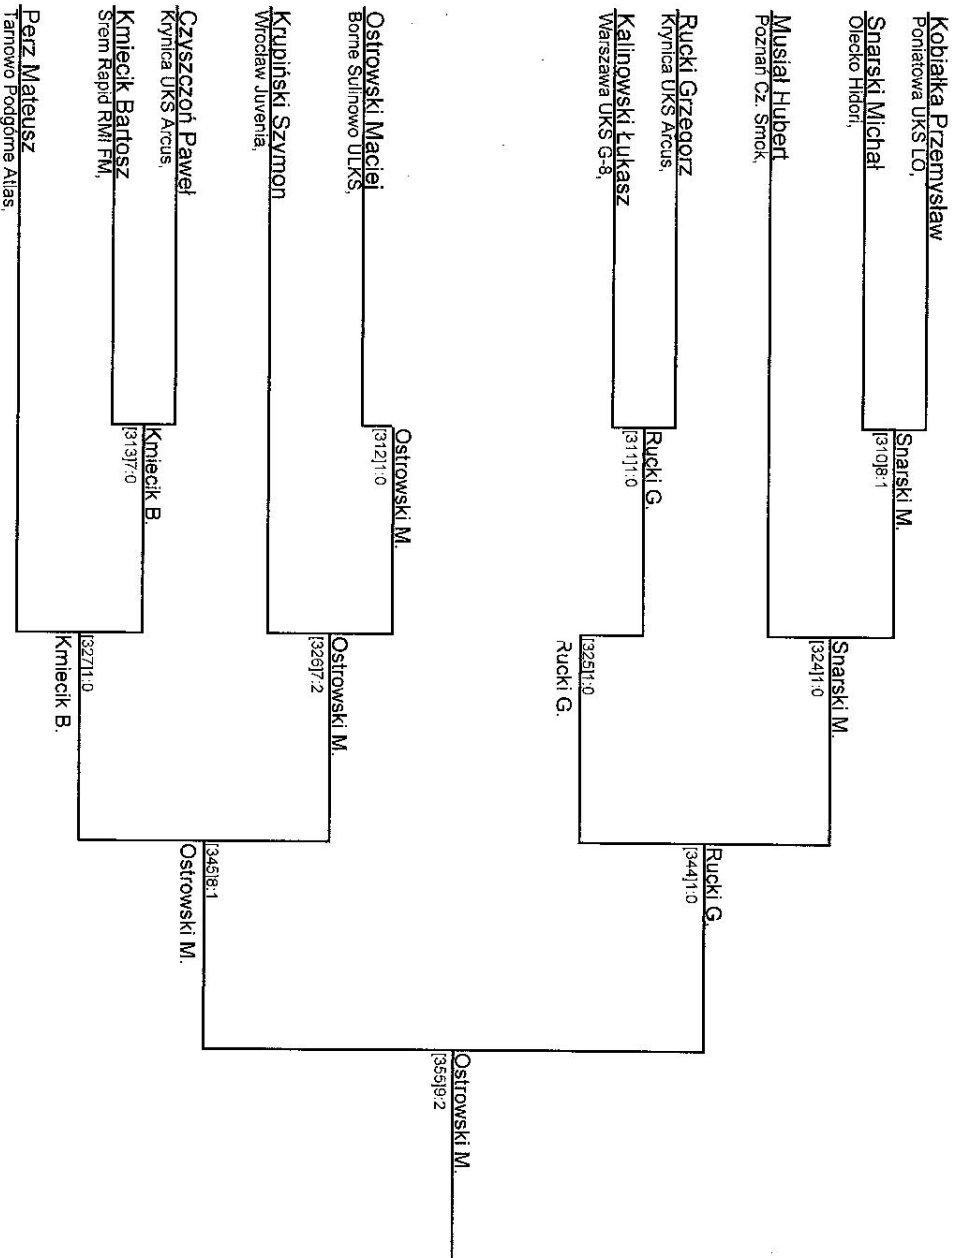 Kobiałka Przemysław
Poniatowa UKS LO,
Snarski Michał
Olecko Hidori,
Musiał Hubert
Poznań Cz. Smok,
Rucki Grzegorz
Krynica UKS Arcus,
Kalinowski Łukasz
Warszawa UKS G-8,
Ostrowski Maciej
Borne Sulinowo ULKS,
Krupiński Szymon
Wrocław Juvenia,
Czyszczoń Paweł
Krynica UKS Arcus,
Kmiecik Bartosz
Śrem Rapid RMI FM,
Perz Mateusz
Tarnowo Podgórne Atlas,
Snarski M.
[310]8:1
Rucki G.
[311]1:0
Ostrowski M.
[312]1:0
Kmiecik B.
[313]7:0
Snarski M.
[324]1:0
[325]1:0
Rucki G.
Ostrowski M.
[326]7:2
[327]1:0
Kmiecik B.
Rucki G.
[344]1:0
[345]8:1
Ostrowski M.
Ostrowski M.
[355]9:2